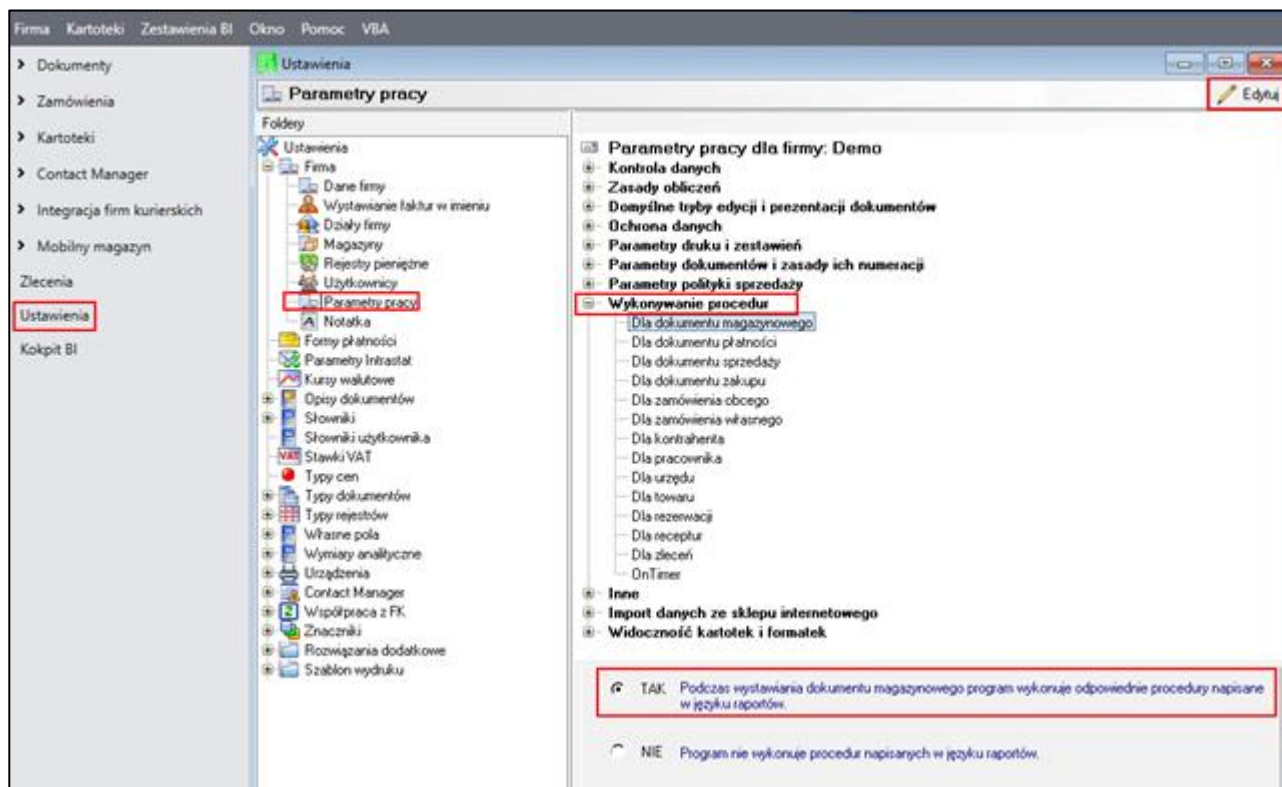 Firma Kartoteki Zestawienia BI Okno Pomoc VBA
Dokumenty
Zamówienia
Kartoteki
Contact Manager
Integracja firm kurierskich
Mobilny magazyn
Zlecenia
Ustawienia
Kokpit BI
Ustawienia
Parametry pracy
Edytuj
Foldery
Ustawienia
Firma
Dane firmy
Wystawianie faktur w imieniu
Działy firmy
Magazyny
Rejestry pieniężne
Użytkownicy
Parametry pracy
Notatka
Formy płatności
Parametry Intrastat
Kursy walutowe
Opisy dokumentów
Słowniki
Słowniki użytkownika
VAT Stawki VAT
Typy cen
Typy dokumentów
Typy rejestrów
Własne pola
Wymiary analityczne
Urządzenia
Contact Manager
Współpraca z FK
Znaczniki
Rozwiązania dodatkowe
Szablon wydruku
Parametry pracy dla firmy: Demo
Kontrola danych
Zasady obliczeń
Domyślne tryby edycji i prezentacji dokumentów
Ochrona danych
Parametry druku i zestawień
Parametry dokumentów i zasady ich numeracji
Parametry polityki sprzedaży
Wykonywanie procedur
Dla dokumentu magazynowego
Dla dokumentu płatności
Dla dokumentu sprzedaży
Dla dokumentu zakupu
Dla zamówienia obcego
Dla zamówienia własnego
Dla kontrahenta
Dla pracownika
Dla urzędu
Dla towaru
Dla rezerwacji
Dla receptur
Dla zleceń
OnTimer
Inne
Import danych ze sklepu internetowego
Widoczność kartotek i formatek
TAK Podczas wystawiania dokumentu magazynowego program wykonuje odpowiednie procedury napisane
w języku raportów.
NIE Program nie wykonuje procedur napisanych w języku raportów.